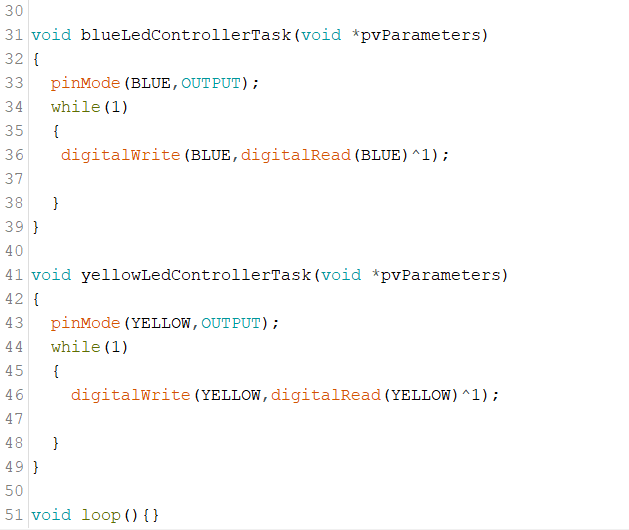 30
31 void blueLedControllerTask(void *pvParameters)
32 {
33   pinMode(BLUE,OUTPUT);
34   while(1)
35   {
36    digitalWrite(BLUE,digitalRead(BLUE)^1);
37
38   }
39 }
40
41 void yellowLedControllerTask(void *pvParameters)
42 {
43   pinMode(YELLOW,OUTPUT);
44   while(1)
45   {
46     digitalWrite(YELLOW,digitalRead(YELLOW)^1);
47
48   }
49 }
50
51 void loop(){}